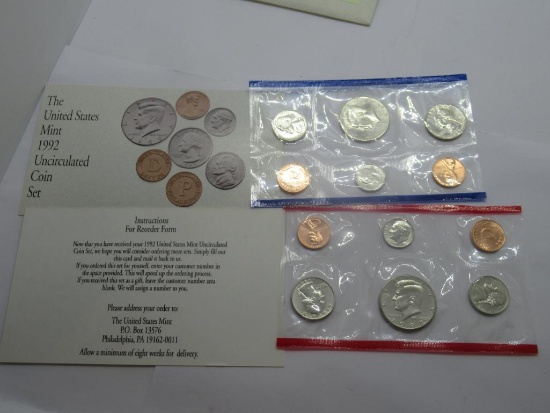 The
United States
Mint
1992
Uncirculated
Coin
Set
D
P
Instructions
For Reorder Form
Now that you have received your 1992 United States Mint Uncirculated
Coin Set, we hope you will consider ordering more sets. Simply fill out
this card and mail it back to us.
If you ordered this set for yourself, enter your customer number in
the space provided. This will speed up the ordering process.
If you received this set as a gift, leave the customer number area
blank. We will assign a number to you.
Please address your order to:
The United States Mint
P.O. Box 13576
Philadelphia, PA 19162-0011
Allow a minimum of eight weeks for delivery.